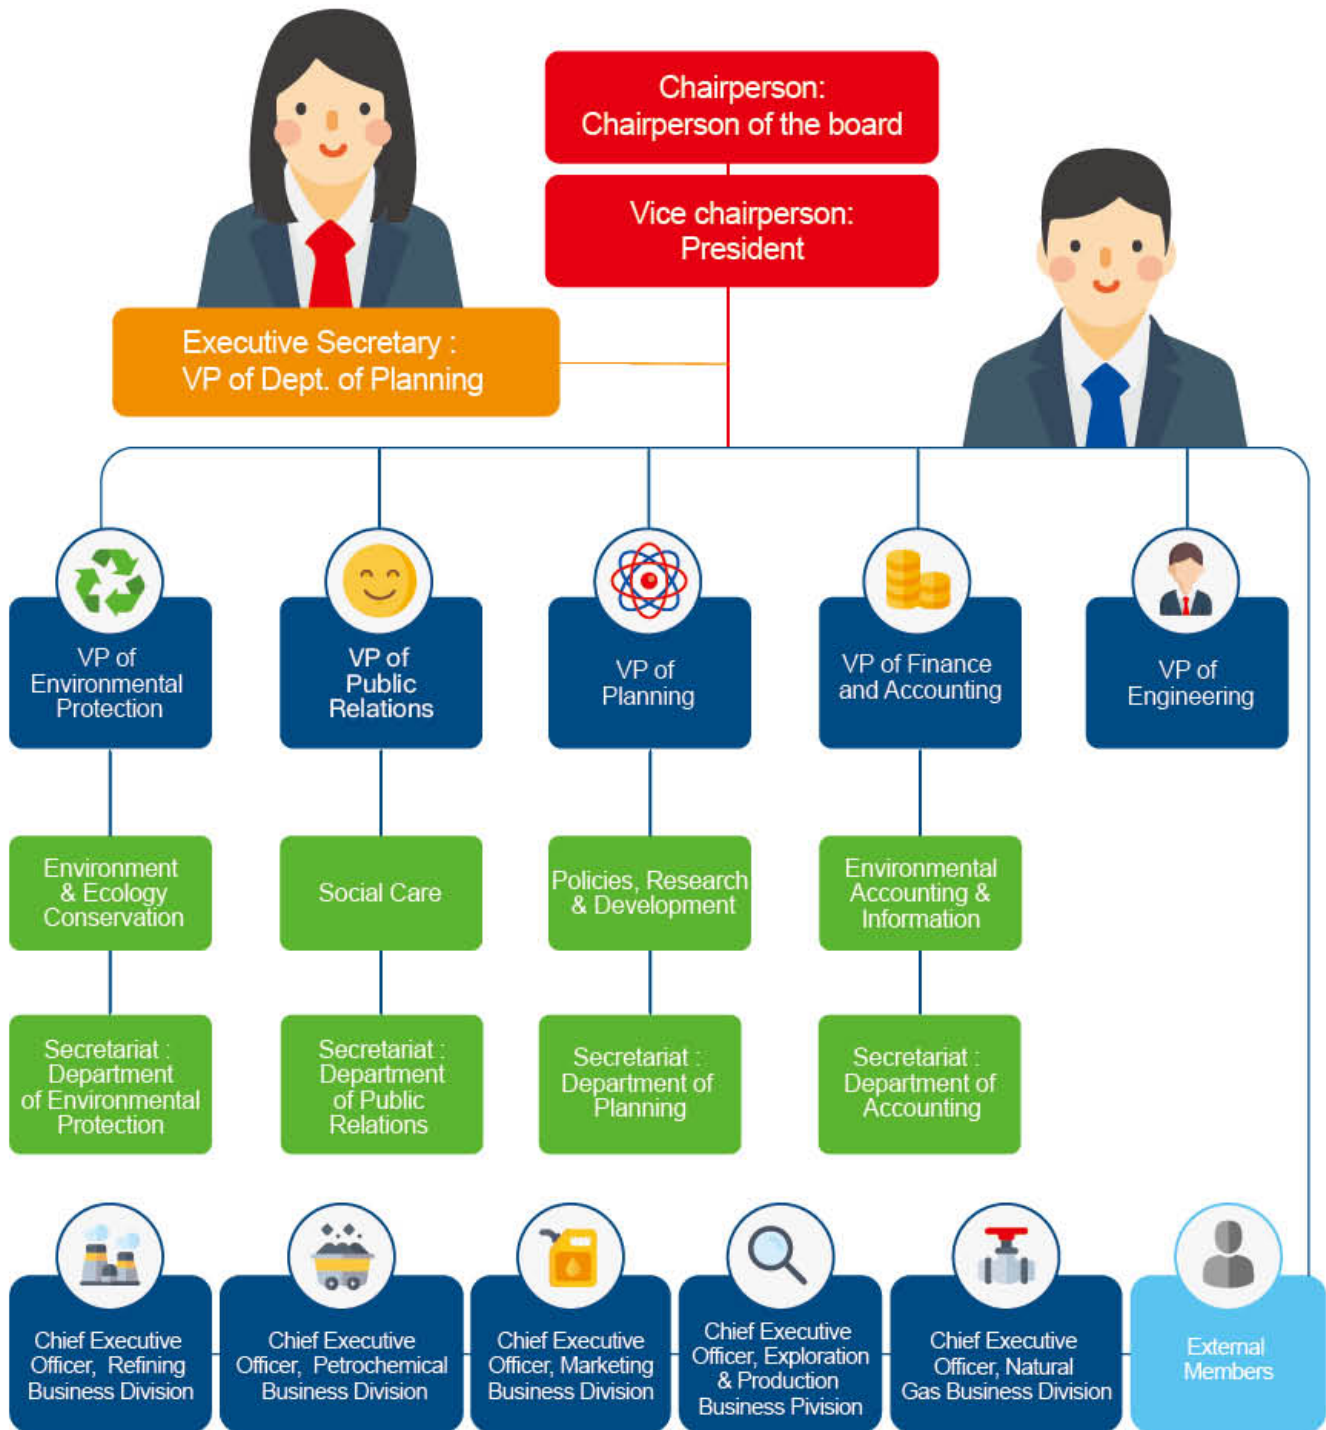 Chairperson:
Chairperson of the board
Vice chairperson:
President
Executive Secretary :
VP of Dept. of Planning
VP of
Environmental
Protection
VP of
Public
Relations
VP of
Planning
VP of Finance
and Accounting
VP of
Engineering
Environment
& Ecology
Conservation
Social Care
Policies, Research
& Development
Environmental
Accounting &
Information
Secretariat :
Department
of Environmental
Protection
Secretariat :
Department
of Public
Relations
Secretariat :
Department of
Planning
Secretariat :
Department of
Accounting
Chief Executive
Officer, Refining
Business Division
Chief Executive
Officer, Petrochemical
Business Division
Chief Executive
Officer, Marketing
Business Division
Chief Executive
Officer, Exploration
& Production
Business Pivision
Chief Executive
Officer, Natural
Gas Business Division
External
Members